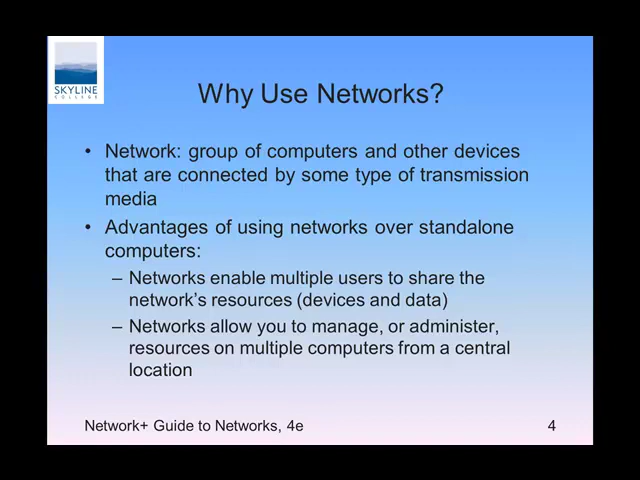 SKYLINE
COLLEGE
Why Use Networks?
• Network: group of computers and other devices
that are connected by some type of transmission
media
• Advantages of using networks over standalone
computers:
– Networks enable multiple users to share the
network's resources (devices and data)
– Networks allow you to manage, or administer,
resources on multiple computers from a central
location
Network+ Guide to Networks, 4e
4